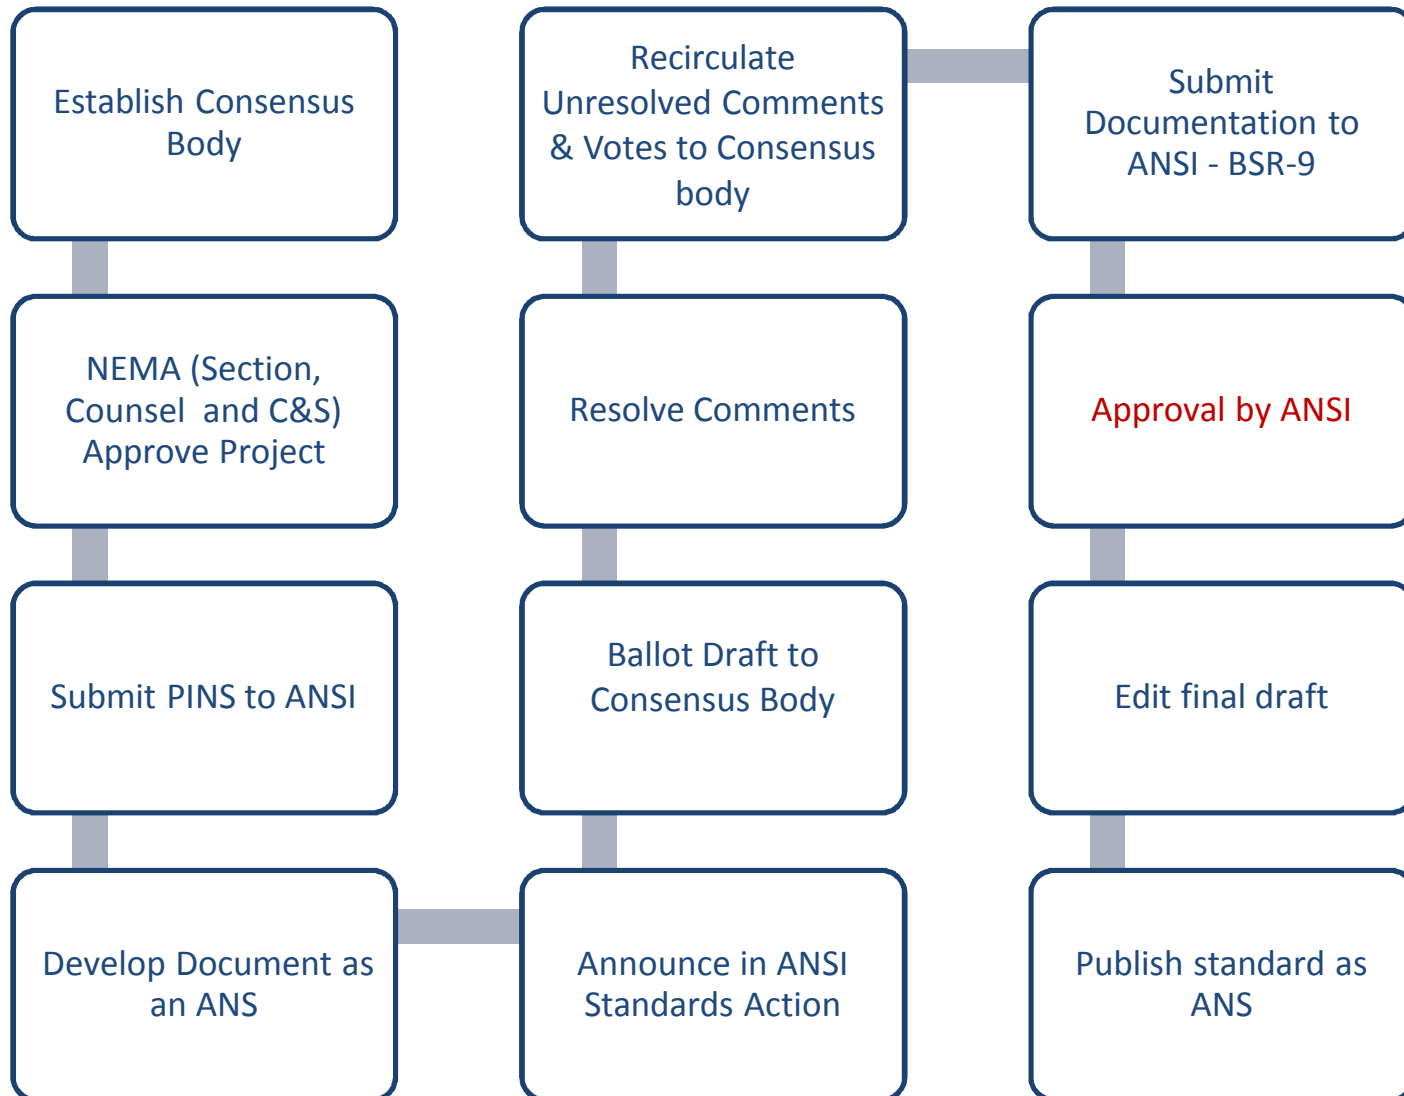 Establish Consensus
Body
NEMA (Section,
Counsel and C&S)
Approve Project
Submit PINS to ANSI
Develop Document as
an ANS
Announce in ANSI
Standards Action
Ballot Draft to
Consensus Body
Resolve Comments
Recirculate
Unresolved Comments
& Votes to Consensus
body
Submit
Documentation to
ANSI - BSR-9
Approval by ANSI
Edit final draft
Publish standard as
ANS